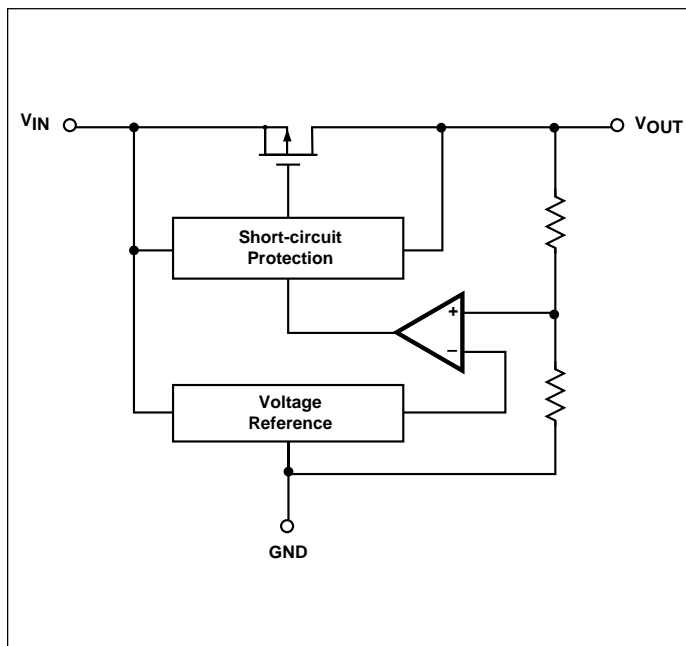 VIN
VOUT
Short-circuit
Protection
+
–
Voltage
Reference
GND